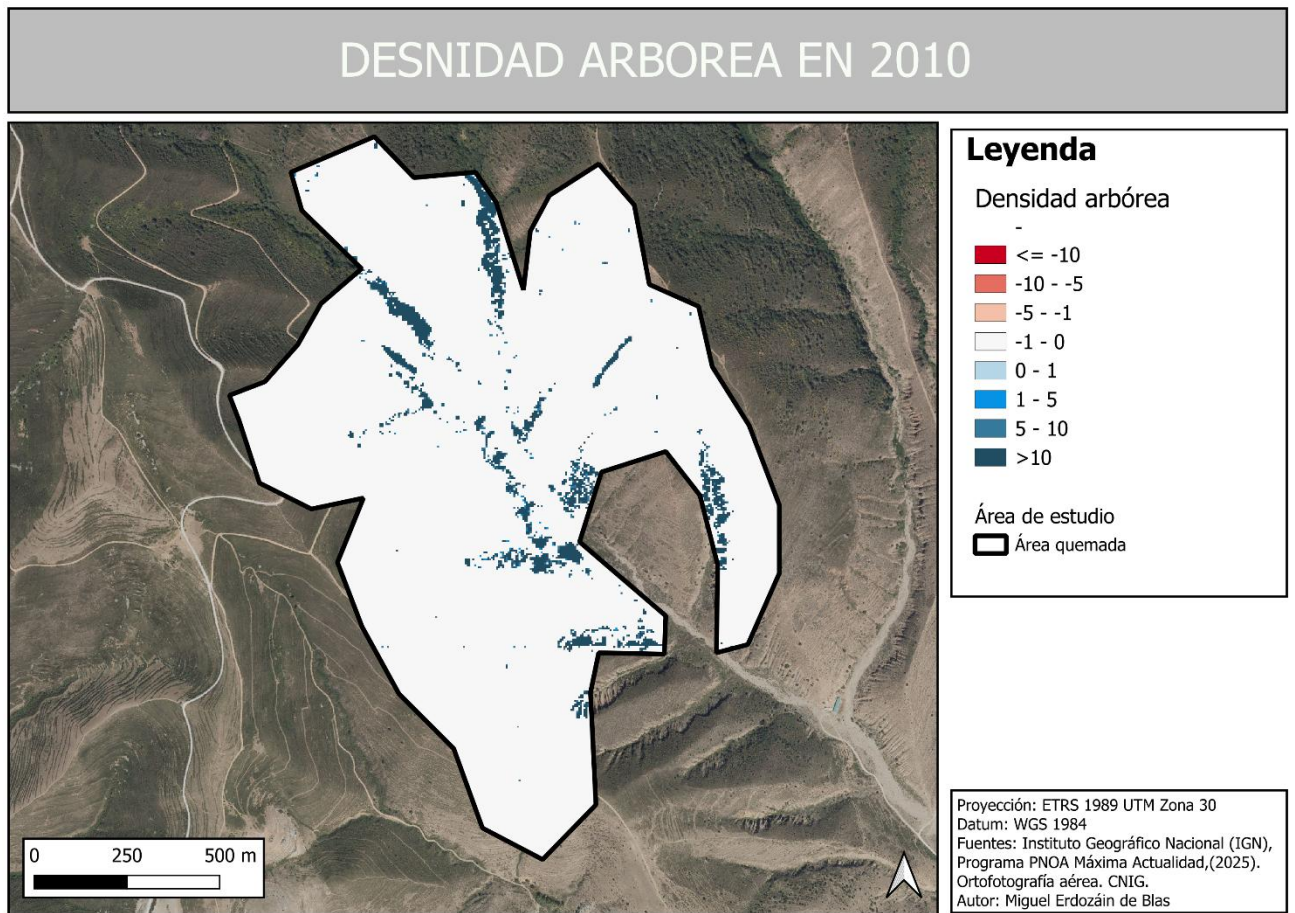 DESNIDAD ARBOREA EN 2010
Leyenda
Densidad arbórea
-
<= -10
-10 - -5
-5 - -1
-1 - 0
0 - 1
1 - 5
5 - 10
>10
Área de estudio
Área quemada
0 250 500 m
Proyección: ETRS 1989 UTM Zona 30
Datum: WGS 1984
Fuentes: Instituto Geográfico Nacional (IGN),
Programa PNOA Máxima Actualidad,(2025).
Ortofotografía aérea. CNIG.
Autor: Miguel Erdozáin de Blas